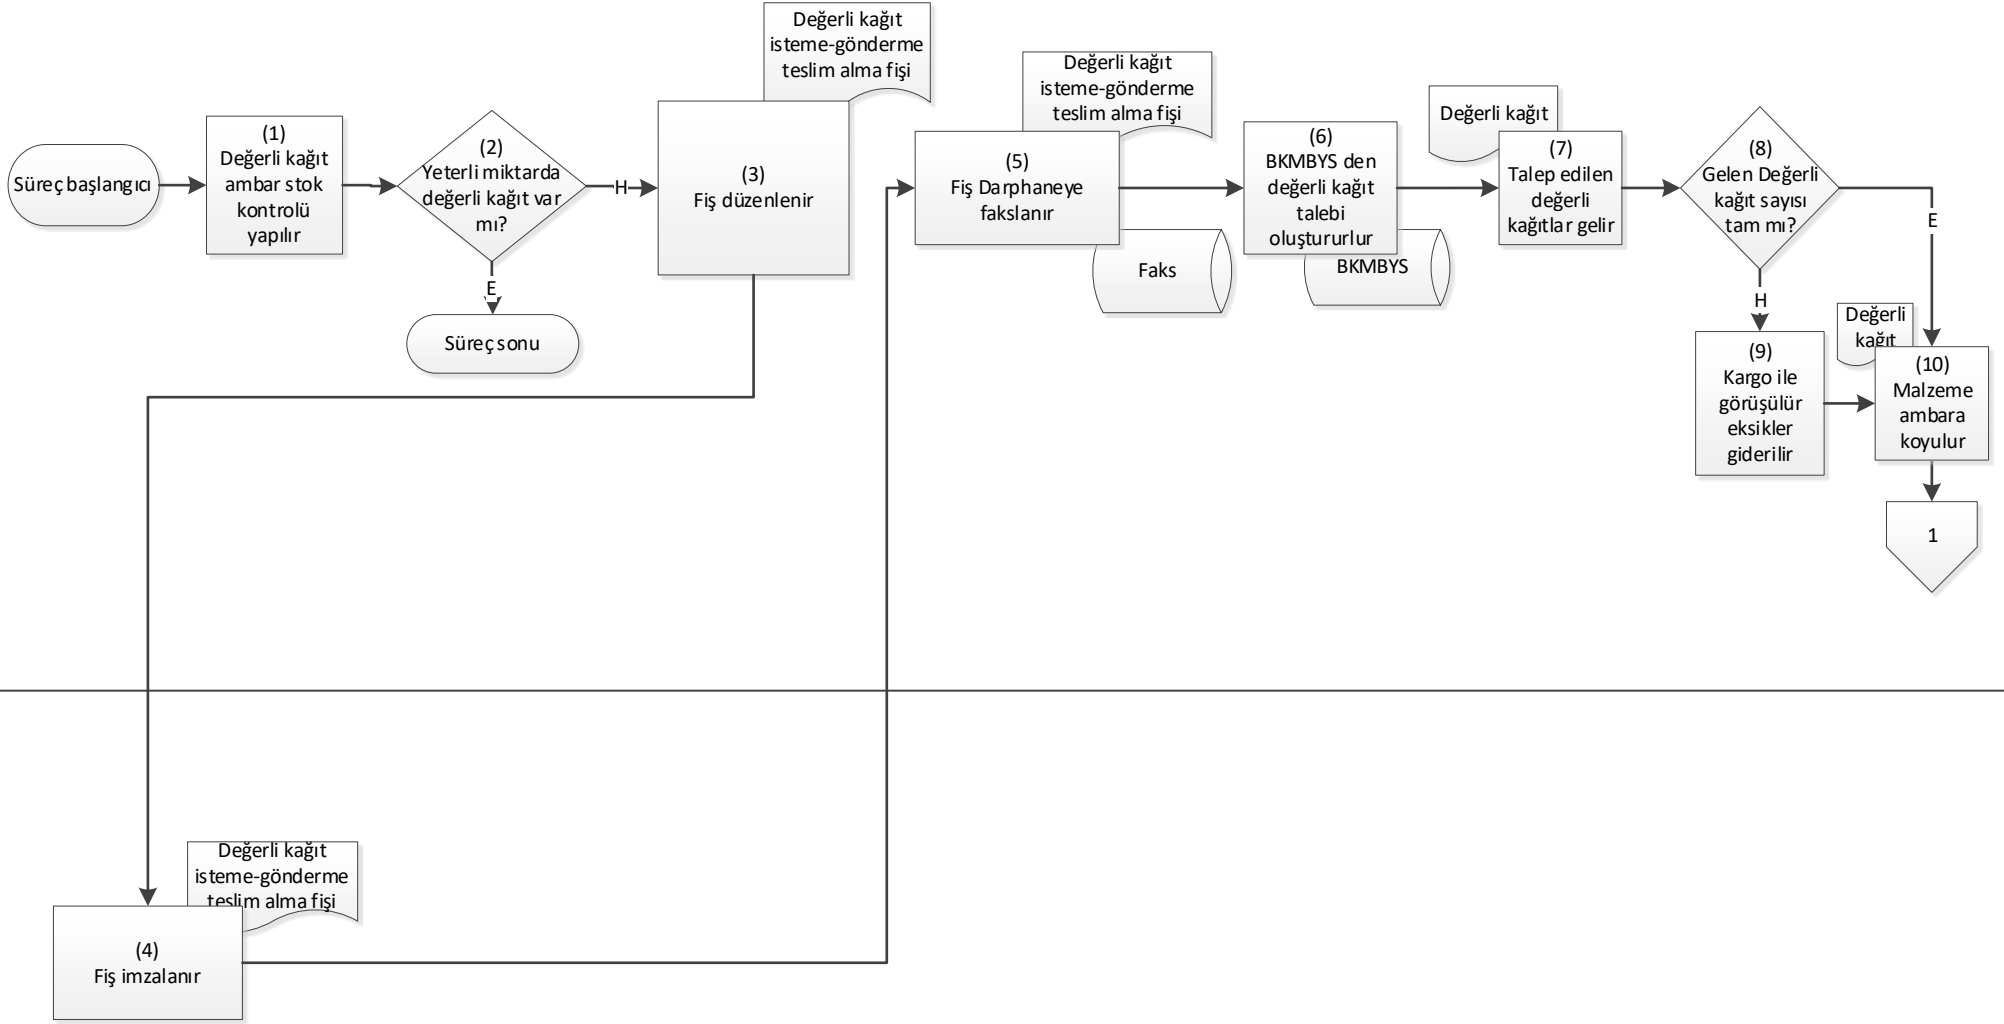 Süreç başlangıcı
(1)
Değerli kağıt
ambar stok
kontrolü
yapılır
(2)
Yeterli miktarda
değerli kağıt var
mı?
H
E
Süreç sonu
Değerli kağıt
isteme-gönderme
teslim alma fişi
(3)
Fiş düzenlenir
Değerli kağıt
isteme-gönderme
teslim alma fişi
(4)
Fiş imzalanır
Değerli kağıt
isteme-gönderme
teslim alma fişi
(5)
Fiş Darphaneye
fakslanır
Faks
(6)
BKMBYS den
değerli kağıt
talebi
oluştururlur
BKMBYS
Değerli kağıt
(7)
Talep edilen
değerli
kağıtlar gelir
(8)
Gelen Değerli
kağıt sayısı
tam mı?
H
E
(9)
Kargo ile
görüşülür
eksikler
giderilir
Değerli
kağıt
(10)
Malzeme
ambara
koyulur
1